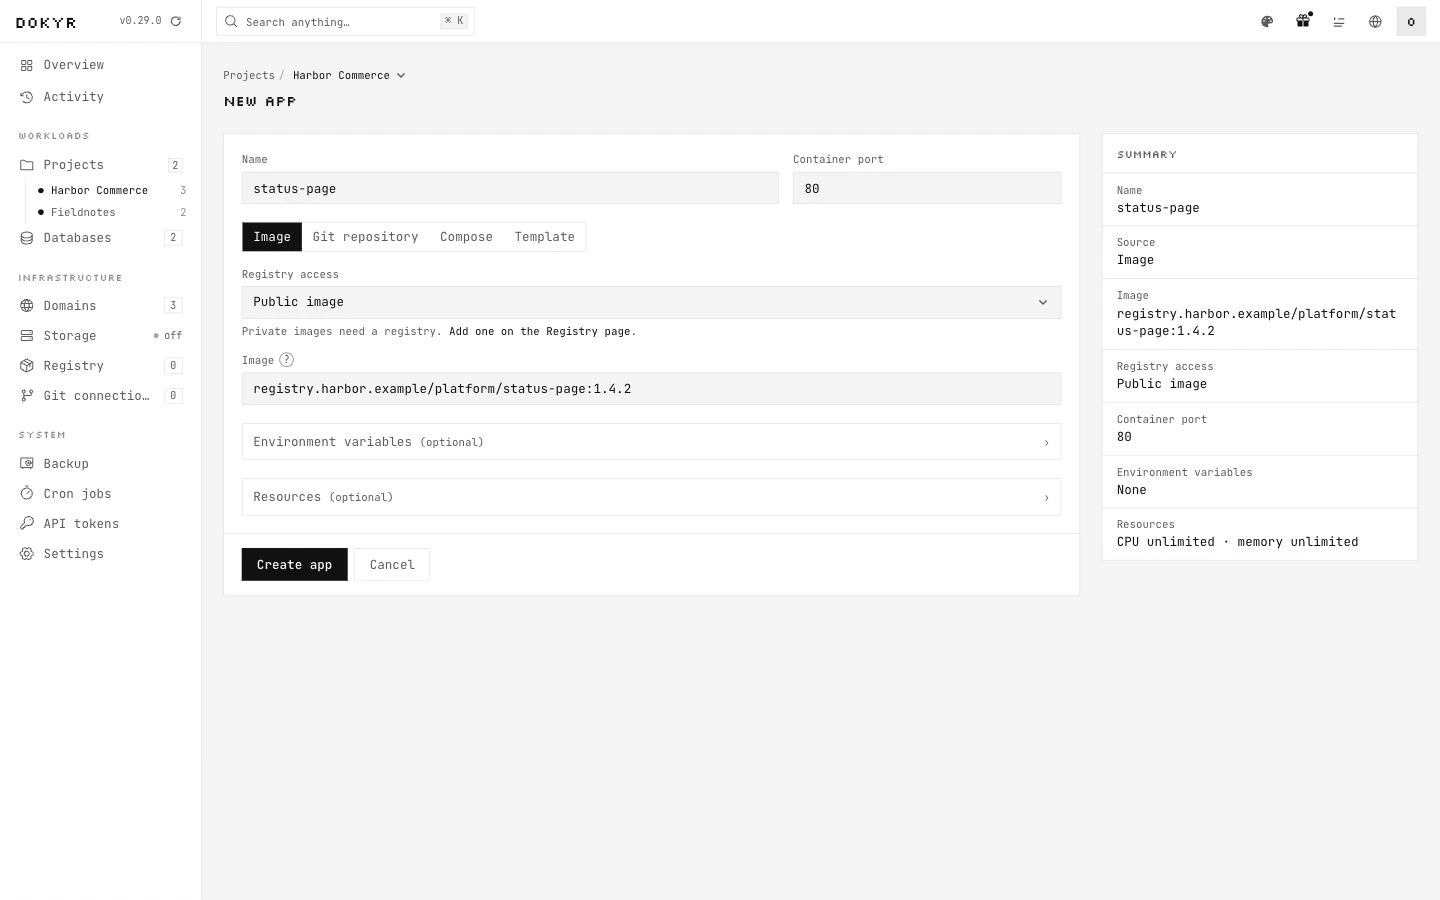 DOKYR
v0.29.0
Search anything…
⌘ K
O
Overview
Activity
WORKLOADS
Projects
2
Harbor Commerce
3
Fieldnotes
2
Databases
2
INFRASTRUCTURE
Domains
3
Storage
off
Registry
0
Git connectio…
0
SYSTEM
Backup
Cron jobs
API tokens
Settings
Projects / Harbor Commerce
NEW APP
Name
Container port
status-page
80
Image
Git repository
Compose
Template
Registry access
Public image
Private images need a registry. Add one on the Registry page.
Image ?
registry.harbor.example/platform/status-page:1.4.2
Environment variables (optional)
Resources (optional)
Create app
Cancel
SUMMARY
Name
status-page
Source
Image
Image
registry.harbor.example/platform/stat
us-page:1.4.2
Registry access
Public image
Container port
80
Environment variables
None
Resources
CPU unlimited · memory unlimited